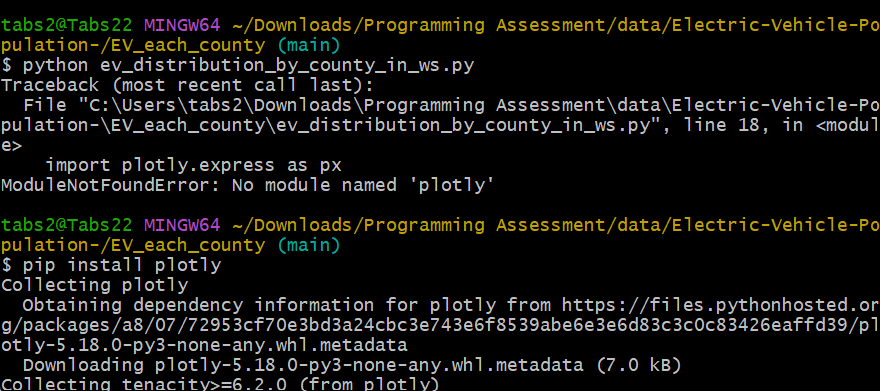 tabs2@Tabs22 MINGW64 ~/Downloads/Programming Assessment/data/Electric-Vehicle-Po
pulation-/EV_each_county (main)
$ python ev_distribution_by_county_in_ws.py
Traceback (most recent call last):
  File "C:\Users\tabs2\Downloads\Programming Assessment\data\Electric-Vehicle-Po
pulation-\EV_each_county\ev_distribution_by_county_in_ws.py", line 18, in <modul
e>
    import plotly.express as px
ModuleNotFoundError: No module named 'plotly'
tabs2@Tabs22 MINGW64 ~/Downloads/Programming Assessment/data/Electric-Vehicle-Po
pulation-/EV_each_county (main)
$ pip install plotly
Collecting plotly
  Obtaining dependency information for plotly from https://files.pythonhosted.or
g/packages/a8/07/72953cf70e3bd3a24cbc3e743e6f8539abe6e3e6d83c3c0c83426eaffd39/pl
otly-5.18.0-py3-none-any.whl.metadata
  Downloading plotly-5.18.0-py3-none-any.whl.metadata (7.0 kB)
Collecting tenacity>=6.2.0 (from plotly)